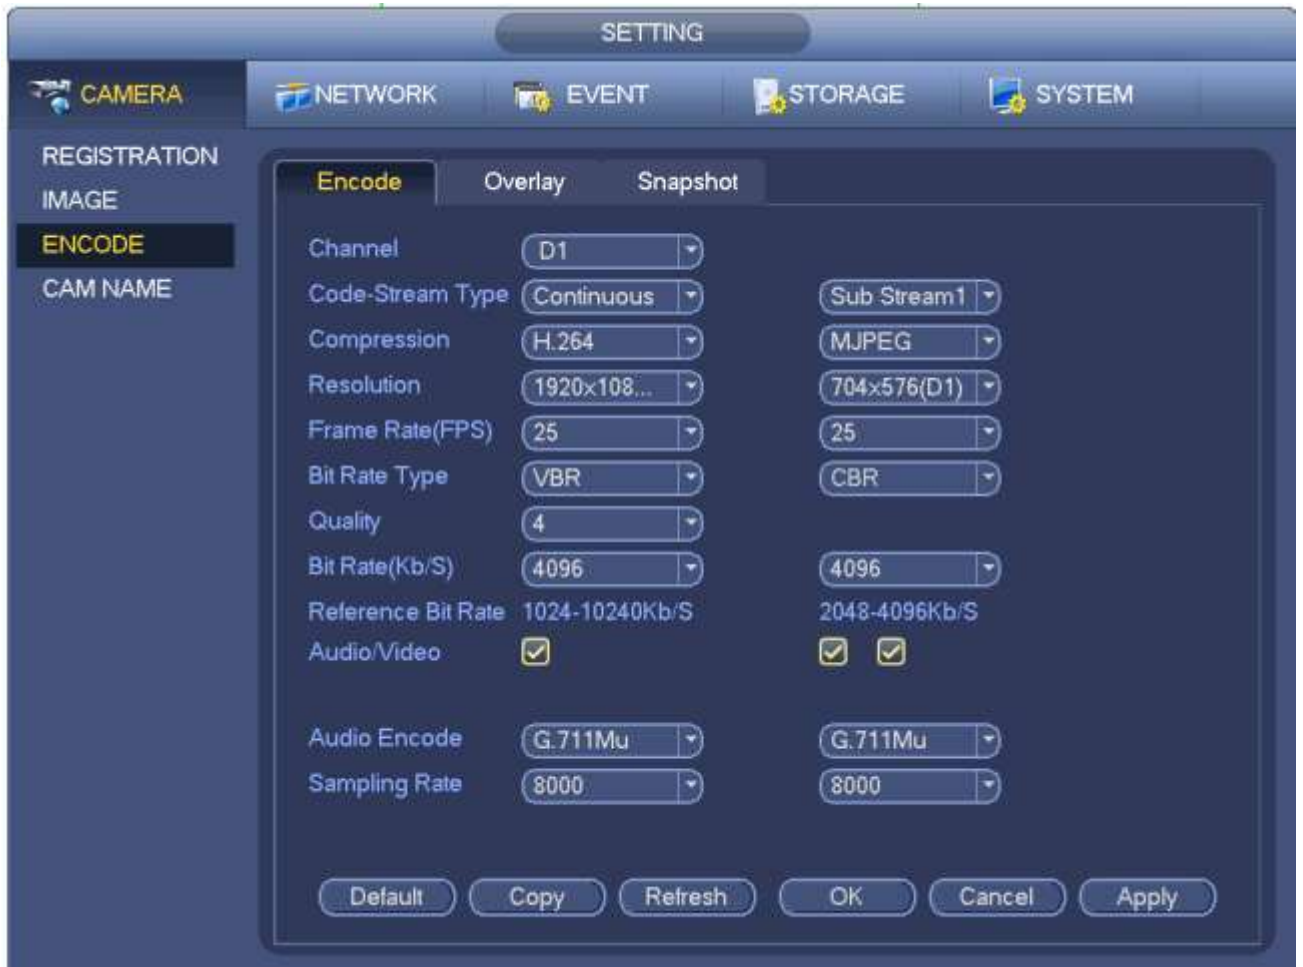 SETTING
CAMERA NETWORK EVENT STORAGE SYSTEM
REGISTRATION
IMAGE
ENCODE
CAM NAME
Encode Overlay Snapshot
Channel D1
Code-Stream Type Continuous Sub Stream1
Compression H.264 MJPEG
Resolution 1920x108... 704x576(D1)
Frame Rate(FPS) 25 25
Bit Rate Type VBR CBR
Quality 4
Bit Rate(Kb/S) 4096 4096
Reference Bit Rate 1024-10240Kb/S 2048-4096Kb/S
Audio/Video
Audio Encode G.711Mu G.711Mu
Sampling Rate 8000 8000
Default Copy Refresh OK Cancel Apply